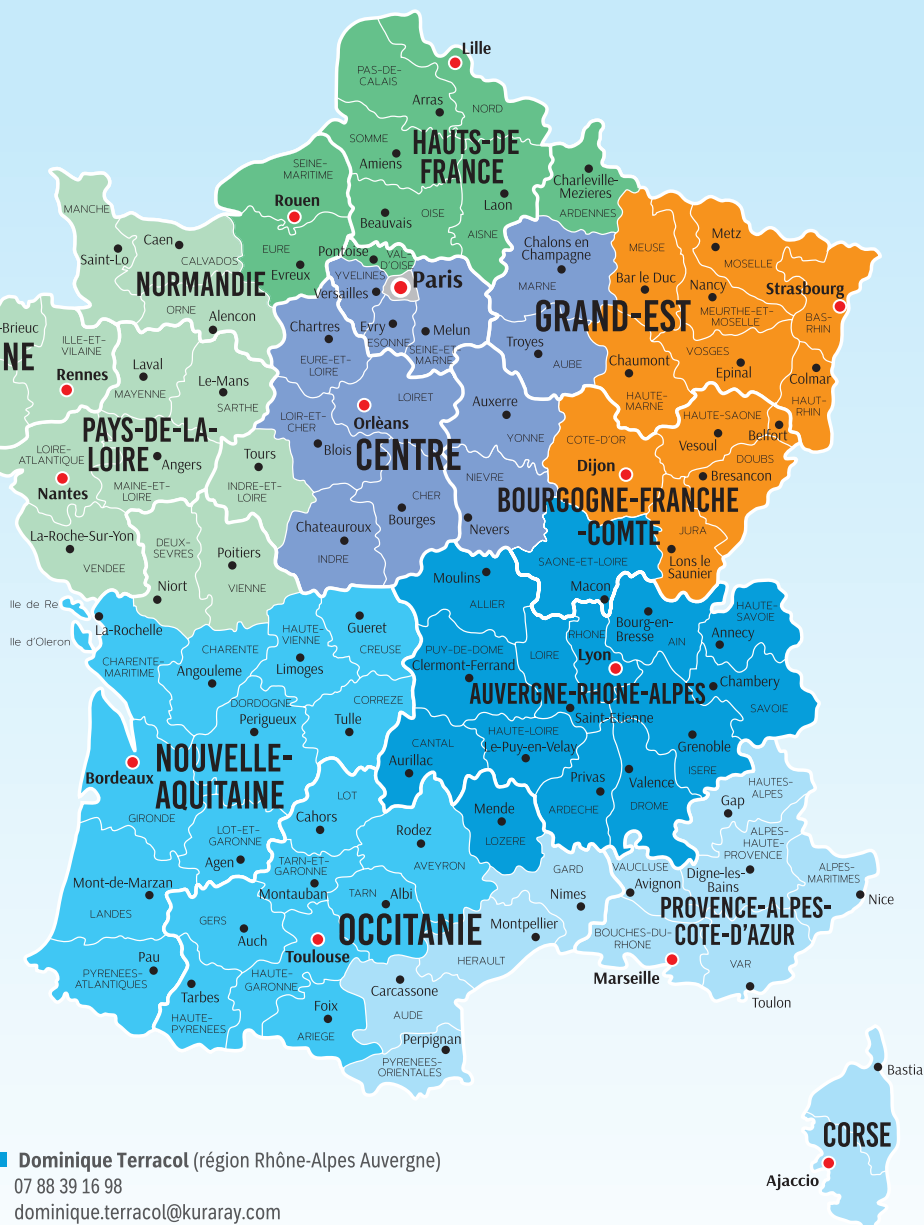 Lille
PAS-DE-
CALAIS
Arras
NORD
SOMME
HAUTS-DE
FRANCE
Amiens
SEINE-
MARITIME
Charleville-
Mezieres
Laon
Rouen
Beauvais
OISE
ARDENNES
MANCHE
AISNE
Metz
Caen
Saint-Lo
CALVADOS
EURE
Evreux
Pontoise
VAL-
D'OISE
Chalons en
Champagne
MEUSE
MOSELLE
NORMANDIE
YVELINES
Versailles
Paris
MARNE
Bar le Duc
Nancy
Strasbourg
ORNE
Alencon
GRAND-EST
MEURTHE-ET-
MOSELLE
BAS-
RHIN
-Brieuc
ILLE-ET-
VILAINE
NE
Chartres
Evry
ESONNE
Melun
SEINE-ET
MARNE
Troyes
AUBE
VOSGES
Epinal
Chaumont
Colmar
Rennes
Laval
MAYENNE
Le-Mans
SARTHE
EURE-ET-
LOIRE
LOIRET
Auxerre
HAUTE-
MARNE
HAUT-
RHIN
LOIR-ET-
CHER
Orlèans
HAUTE-SAONE
PAYS-DE-LA-
LOIRE
LOIRE-
ATLANTIQUE
Angers
Tours
Blois
CENTRE
YONNE
COTE-D'OR
Vesoul
Belfort
DOUBS
Nantes
MAINE-ET-
LOIRE
INDRE-ET-
LOIRE
NIEVRE
Dijon
Bresancon
CHER
Bourges
BOURGOGNE-FRANCHE
-COMTE
La-Roche-Sur-Yon
Chateauroux
Nevers
JURA
VENDEE
DEUX-
SEVRES
Poitiers
INDRE
SAONE-ET-LOIRE
Lons le
Saunier
Niort
VIENNE
Moulins
Macon
Ile de Re
ALLIER
HAUTE-
SAVOIE
La-Rochelle
HAUTE-
VIENNE
Gueret
RHONE
Bourg-en-
Bresse
AIN
Annecy
Ile d'Oleron
CHARENTE
CREUSE
PUY-DE-DOME
Clermont-Ferrand
LOIRE
Lyon
CHARENTE-
MARITIME
Angouleme
Limoges
AUVERGNE-RHONE-ALPES
Chambery
DORDOGNE
Perigueux
CORREZE
Tulle
Saint-Etienne
SAVOIE
HAUTE-LOIRE
Le-Puy-en-Velay
Grenoble
CANTAL
Aurillac
NOUVELLE-
AQUITAINE
Bordeaux
Privas
ARDECHE
Valence
DROME
ISERE
HAUTES-
ALPES
GIRONDE
LOT
Cahors
Mende
LOZERE
Gap
LOT-ET-
GARONNE
Agen
Rodez
AVEYRON
ALPES-
HAUTE-
PROVENCE
TARN-ET-
GARONNE
Montauban
GARD
Nimes
VAUCLUSE
Avignon
Digne-les-
Bains
ALPES-
MARITIMES
Mont-de-Marzan
TARN
Albi
Nice
LANDES
GERS
Auch
Toulouse
OCCITANIE
Montpellier
PROVENCE-ALPES-
COTE-D'AZUR
BOUCHES-DU-
RHONE
Marseille
HERAULT
VAR
Pau
PYRENEES-
ATLANTIQUES
Tarbes
HAUTE-
GARONNE
Carcassone
Toulon
HAUTE-
PYRENEES
Foix
ARIEGE
AUDE
Perpignan
PYRENEES-
ORIENTALES
Bastia
CORSE
Ajaccio
Dominique Terracol (région Rhône-Alpes Auvergne)
07 88 39 16 98
dominique.terracol@kuraray.com